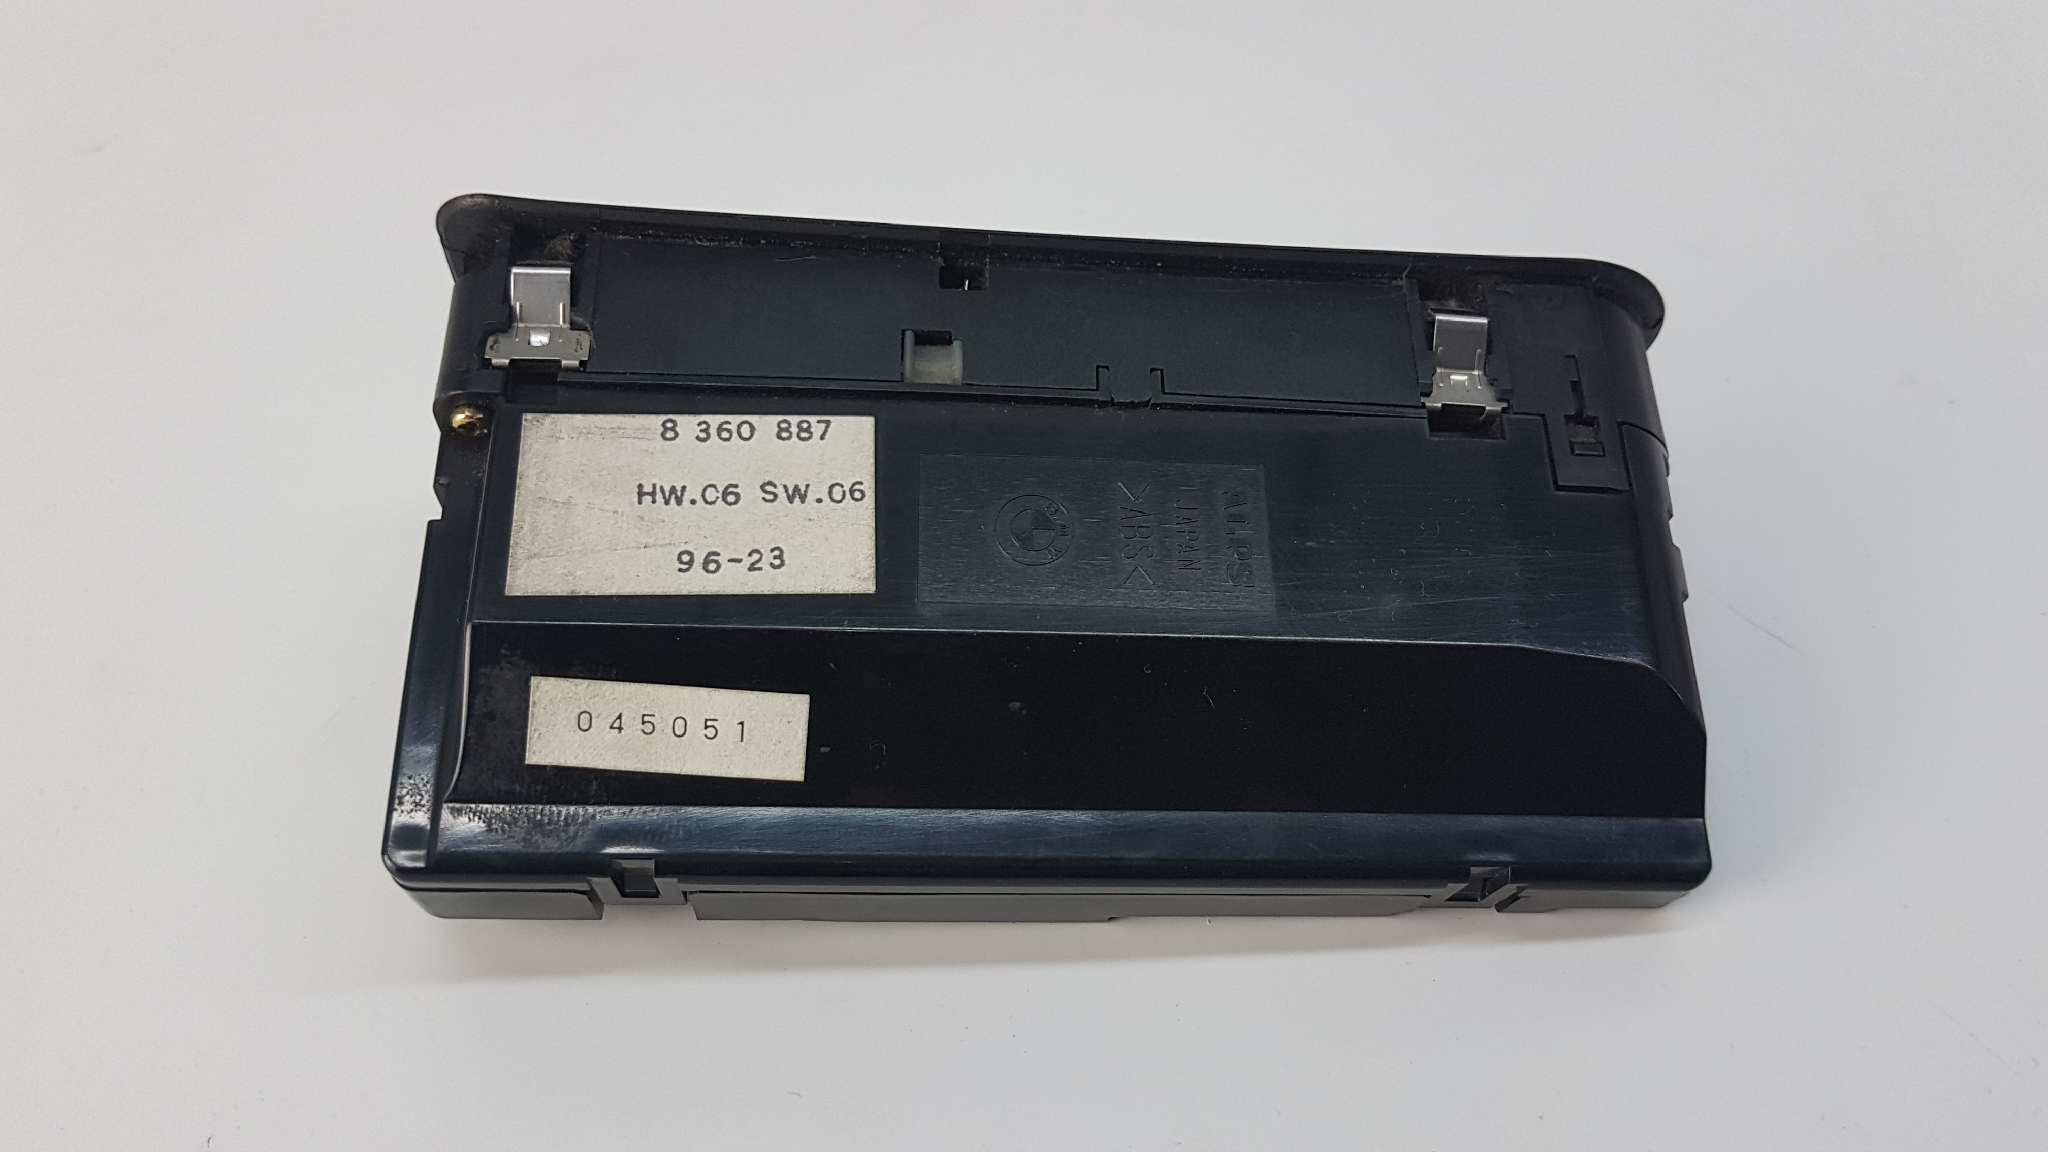 8 360 887
HW.06 SW.06
96-23
ALPS
JAPAN
>ABS<
045051